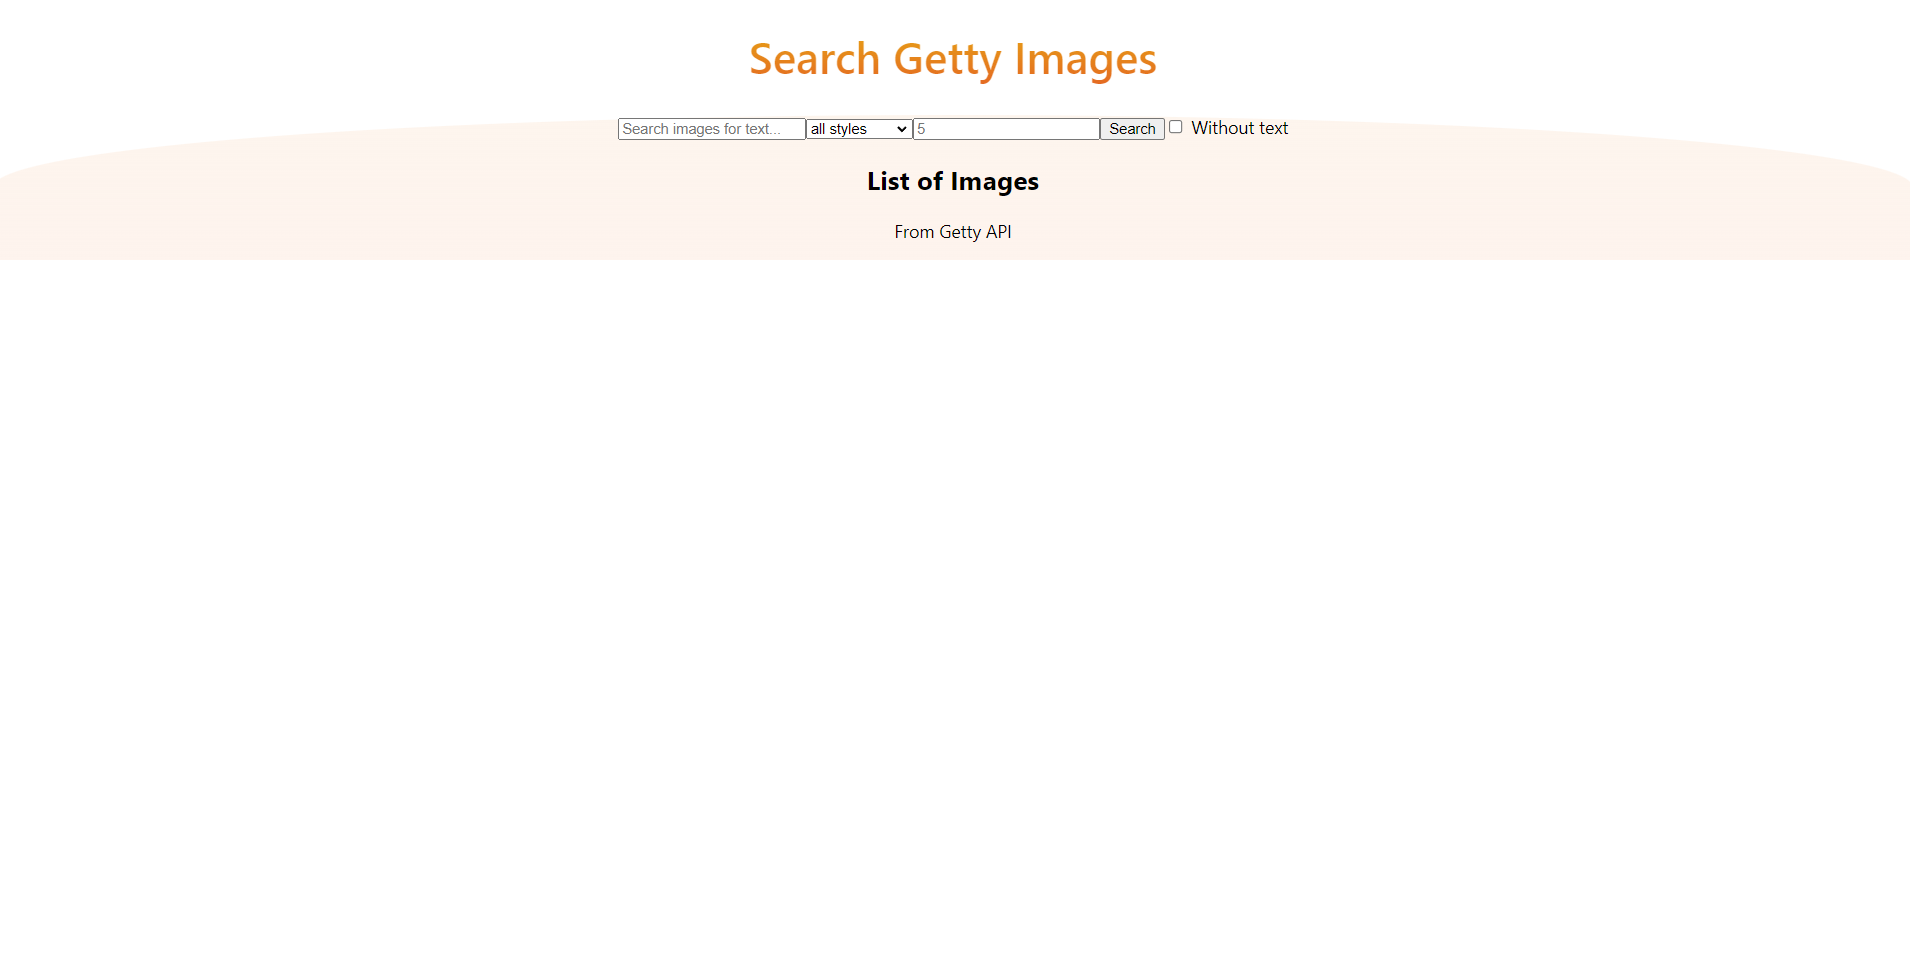 Search Getty Images
Search images for text... all styles 5 Search Without text
List of Images
From Getty API